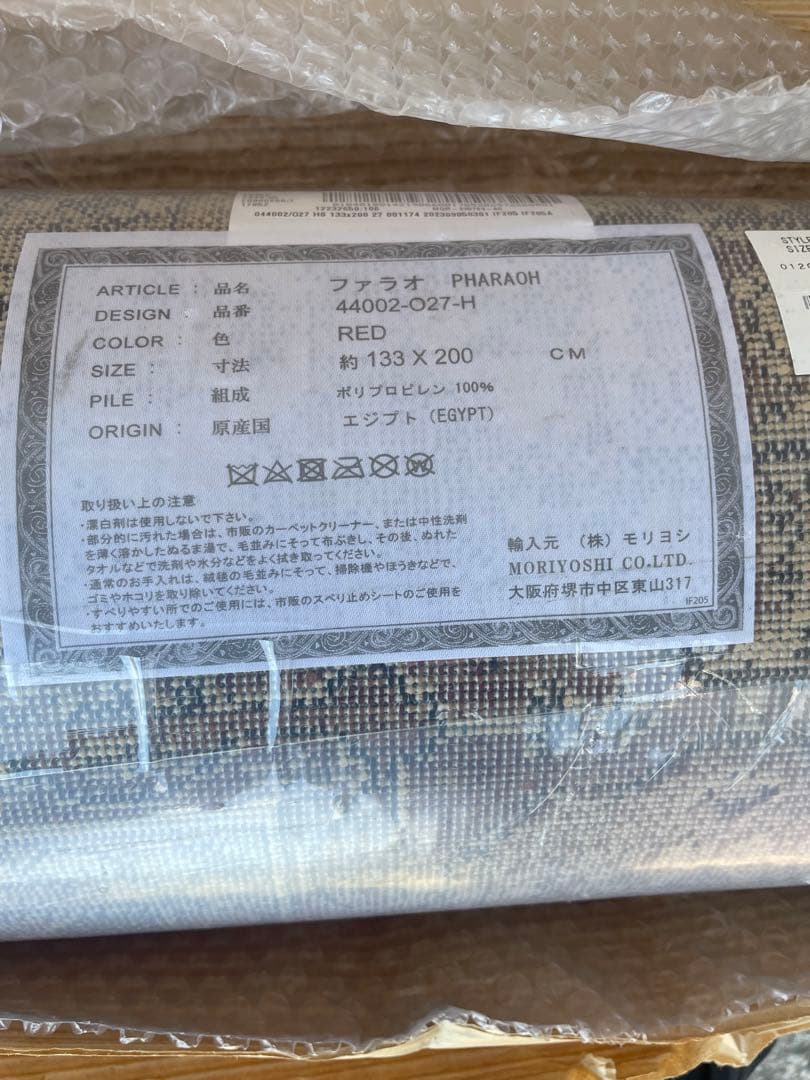 12232650:100
044002/O27 H8 133x200 27 001174 202309050301 IF205 IF205A
STYLE
SIZE
ARTICLE : 品名 ファラオ PHARAOH
DESIGN : 品番 44002-O27-H
COLOR : 色 RED
SIZE : 寸法 約 133 X 200 CM
PILE : 組成 ポリプロピレン 100%
ORIGIN : 原産国 エジプト (EGYPT)
取り扱い上の注意
・漂白剤は使用しないで下さい。
・部分的に汚れた場合は、市販のカーペットクリーナー、または中性洗剤
を薄く溶かしたぬるま湯で、毛並みにそって布ぶきし、その後、ぬれた
タオルなどで洗剤や水分などをよく拭き取ってください。
・通常のお手入れは、絨毯の毛並みにそって、掃除機やほうきなどで、
ゴミやホコリを取り除いてください。
・すべりやすい所でのご使用には、市販のスベリ止めシートのご使用を
おすすめいたします。
輸入元 （株）モリヨシ
MORIYOSHI CO.LTD.
大阪府堺市中区東山317
IF205